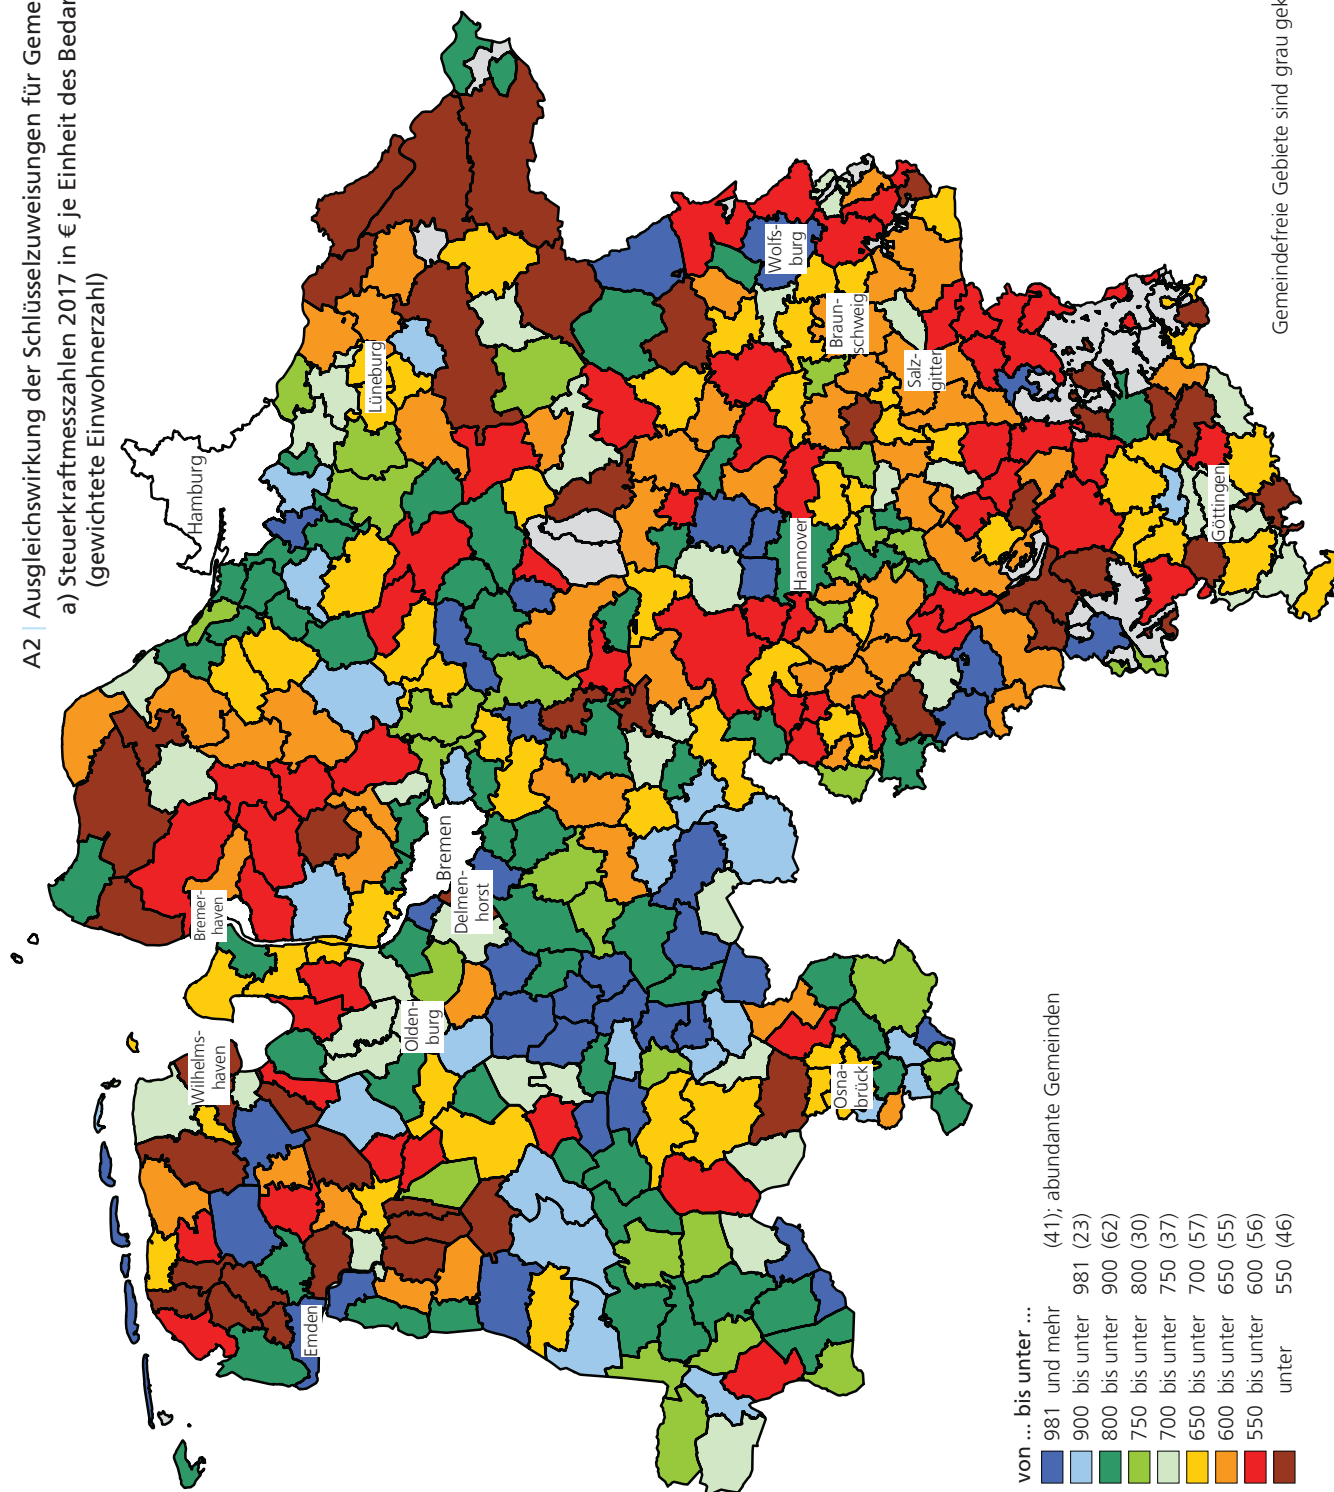 A2 | Ausgleichswirkung der Schlüsselzuweisungen für Geme
a) Steuerkraftmesszahlen 2017 in € je Einheit des Bedar
(gewichtete Einwohnerzahl)
Hamburg
Lüneburg
Bremer-
haven
Wilhelms-
haven
Emden
Bremen
Delmen-
horst
Olden-
burg
Wolfs-
burg
Braun-
schweig
Salz-
gitter
Hannover
Göttingen
Osna-
brück
von ... bis unter ...
981 und mehr (41); abundante Gemeinden
900 bis unter 981 (23)
800 bis unter 900 (62)
750 bis unter 800 (30)
700 bis unter 750 (37)
650 bis unter 700 (57)
600 bis unter 650 (55)
550 bis unter 600 (56)
unter 550 (46)
Gemeindefreie Gebiete sind grau gek